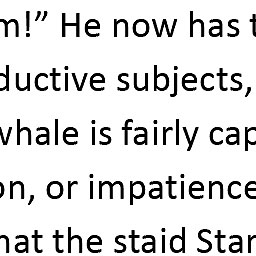 m!” He now has t
ductive subjects,
whale is fairly cap
on, or impatience
hat the staid Star